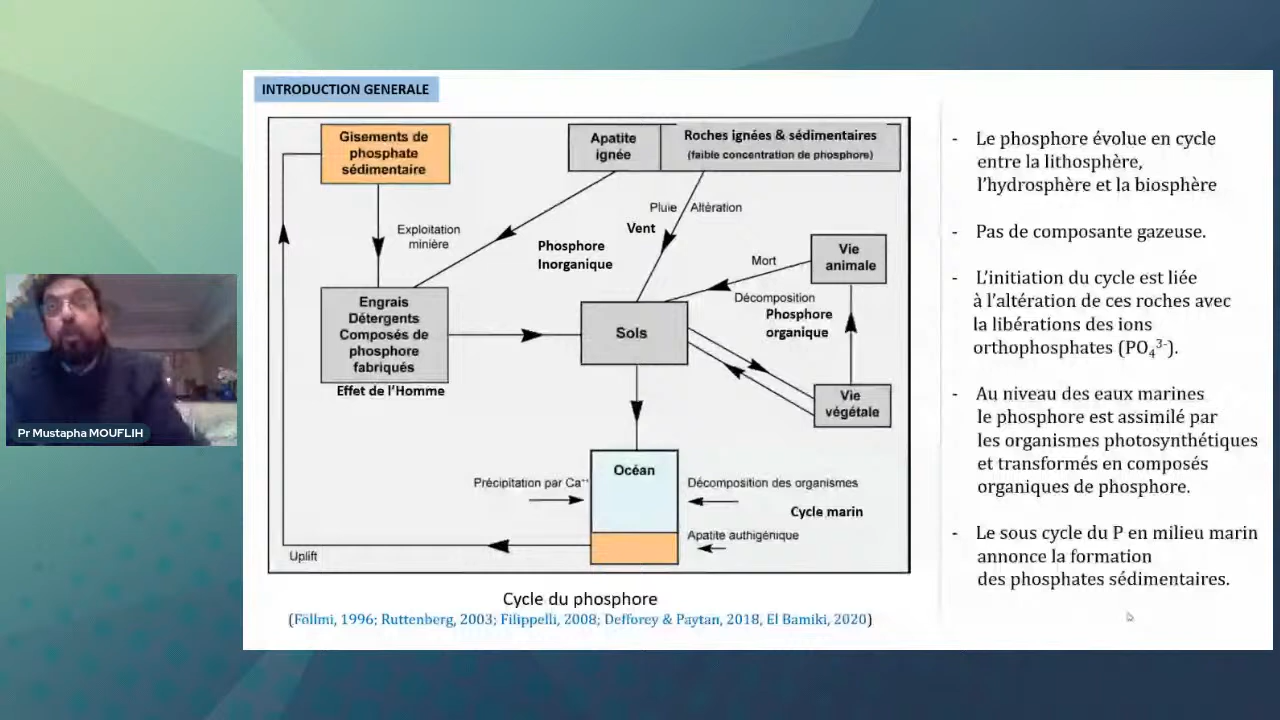 INTRODUCTION GENERALE
Gisements de
phosphate
sédimentaire
Apatite
ignée
Roches ignées & sédimentaires
(faible concentration de phosphore)
Exploitation
minière
Pluie
Altération
Vent
Phosphore
Inorganique
Mort
Vie
animale
Décomposition
Phosphore
organique
Engrais
Détergents
Composés de
phosphore
fabriqués
Effet de l'Homme
Sols
Vie
végétale
Océan
Précipitation par Ca⁺⁺
Décomposition des organismes
Cycle marin
Apatite authigénique
Uplift
Cycle du phosphore
(Föllmi, 1996; Ruttenberg, 2003; Filippelli, 2008; Defforey & Paytan, 2018, El Bamiki, 2020)
- Le phosphore évolue en cycle
entre la lithosphère,
l'hydrosphère et la biosphère
- Pas de composante gazeuse.
- L'initiation du cycle est liée
à l'altération de ces roches avec
la libérations des ions
orthophosphates (PO₄³⁻).
- Au niveau des eaux marines
le phosphore est assimilé par
les organismes photosynthétiques
et transformés en composés
organiques de phosphore.
- Le sous cycle du P en milieu marin
annonce la formation
des phosphates sédimentaires.
Pr Mustapha MOUFLIH